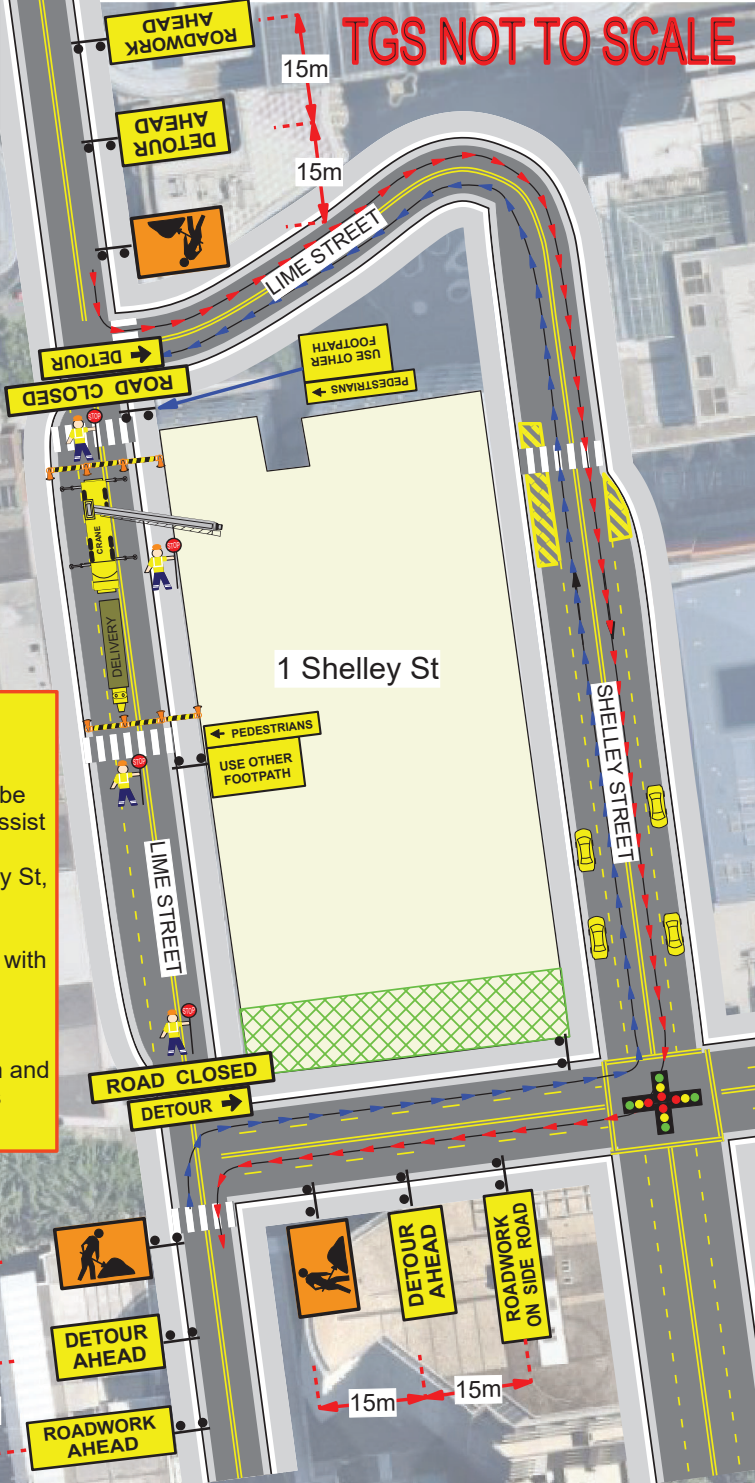 TGS NOT TO SCALE
ROADWORK
AHEAD
15m
DETOUR
AHEAD
15m
LIME STREET
DETOUR
ROAD CLOSED
USE OTHER
FOOTPATH
PEDESTRIANS
STOP
CRANE
STOP
DELIVERY
1 Shelley St
PEDESTRIANS
USE OTHER
FOOTPATH
STOP
SHELLEY STREET
be
ssist
y St,
with
LIME STREET
STOP
n and
ROAD CLOSED
DETOUR
DETOUR
AHEAD
ROADWORK
AHEAD
DETOUR
AHEAD
ROADWORK
ON SIDE ROAD
15m
15m